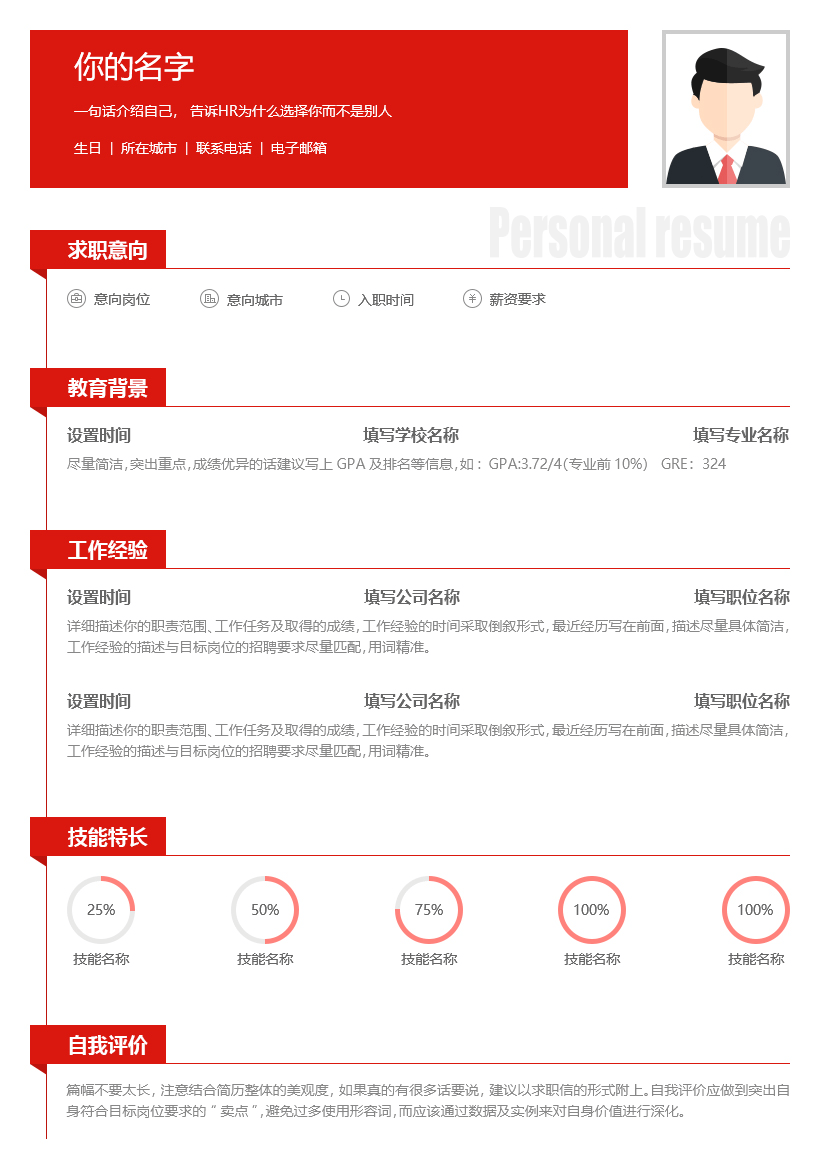 你的名字
一句话介绍自己， 告诉HR为什么选择你而不是别人
生日 | 所在城市 | 联系电话 | 电子邮箱
Personal resume
求职意向
意向岗位 意向城市 入职时间 薪资要求
教育背景
设置时间 填写学校名称 填写专业名称
尽量简洁，突出重点，成绩优异的话建议写上 GPA 及排名等信息，如：GPA:3.72/4（专业前 10%） GRE：324
工作经验
设置时间 填写公司名称 填写职位名称
详细描述你的职责范围、工作任务及取得的成绩，工作经验的时间采取倒叙形式，最近经历写在前面，描述尽量具体简洁，
工作经验的描述与目标岗位的招聘要求尽量匹配，用词精准。
设置时间 填写公司名称 填写职位名称
详细描述你的职责范围、工作任务及取得的成绩，工作经验的时间采取倒叙形式，最近经历写在前面，描述尽量具体简洁，
工作经验的描述与目标岗位的招聘要求尽量匹配，用词精准。
技能特长
25% 50% 75% 100% 100%
技能名称 技能名称 技能名称 技能名称 技能名称
自我评价
篇幅不要太长，注意结合简历整体的美观度，如果真的有很多话要说，建议以求职信的形式附上。自我评价应做到突出自
身符合目标岗位要求的＂卖点＂，避免过多使用形容词，而应该通过数据及实例来对自身价值进行深化。